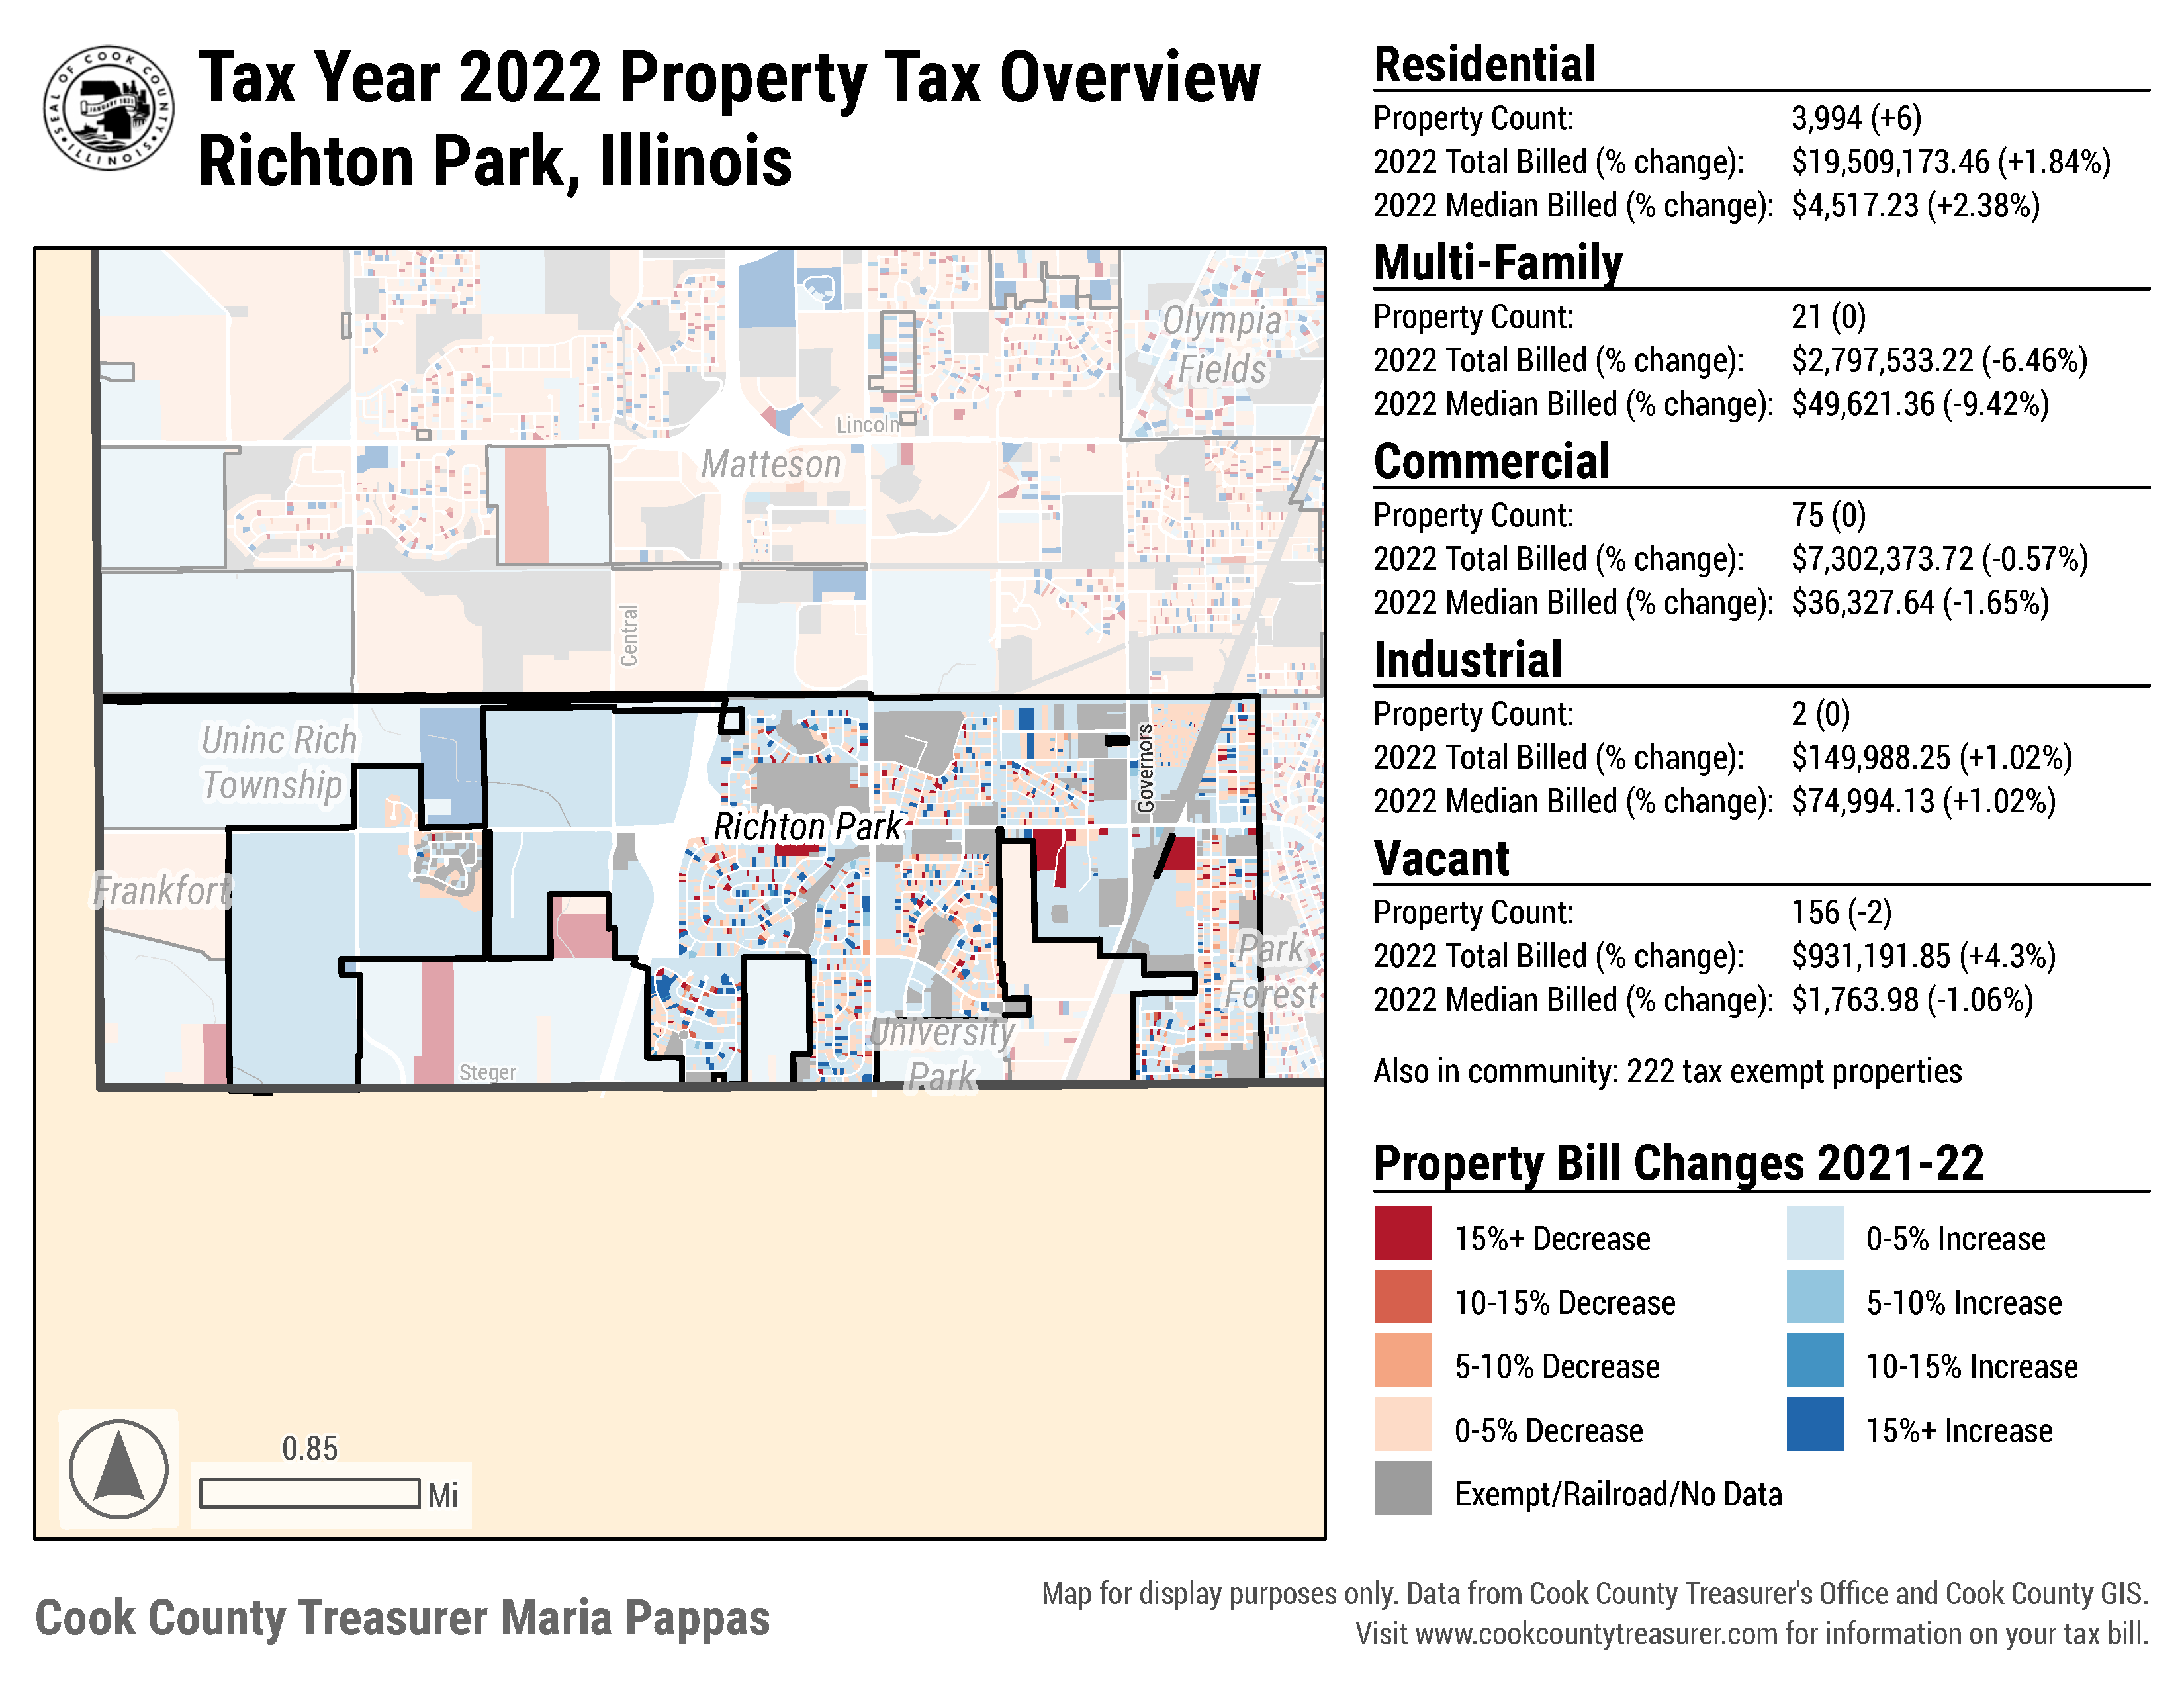 SEAL OF COOK COUNTY
JANUARY 1831
ILLINOIS
Tax Year 2022 Property Tax Overview
Richton Park, Illinois
Olympia
Fields
Lincoln
Matteson
Central
Uninc Rich
Township
Governors
Richton Park
Frankfort
Park
Forest
University
Park
Steger
0.85
Mi
Residential
Property Count: 3,994 (+6)
2022 Total Billed (% change): $19,509,173.46 (+1.84%)
2022 Median Billed (% change): $4,517.23 (+2.38%)
Multi-Family
Property Count: 21 (0)
2022 Total Billed (% change): $2,797,533.22 (-6.46%)
2022 Median Billed (% change): $49,621.36 (-9.42%)
Commercial
Property Count: 75 (0)
2022 Total Billed (% change): $7,302,373.72 (-0.57%)
2022 Median Billed (% change): $36,327.64 (-1.65%)
Industrial
Property Count: 2 (0)
2022 Total Billed (% change): $149,988.25 (+1.02%)
2022 Median Billed (% change): $74,994.13 (+1.02%)
Vacant
Property Count: 156 (-2)
2022 Total Billed (% change): $931,191.85 (+4.3%)
2022 Median Billed (% change): $1,763.98 (-1.06%)
Also in community: 222 tax exempt properties
Property Bill Changes 2021-22
15%+ Decrease
10-15% Decrease
5-10% Decrease
0-5% Decrease
Exempt/Railroad/No Data
0-5% Increase
5-10% Increase
10-15% Increase
15%+ Increase
Cook County Treasurer Maria Pappas
Map for display purposes only. Data from Cook County Treasurer's Office and Cook County GIS.
Visit www.cookcountytreasurer.com for information on your tax bill.